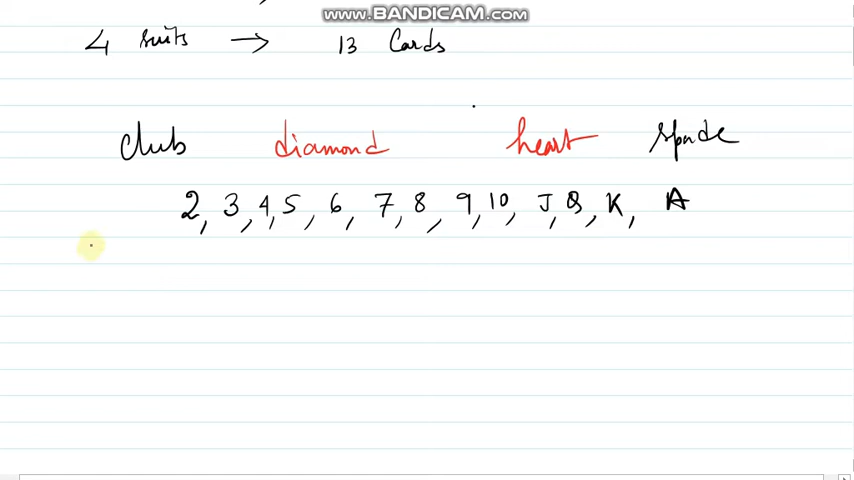 www.BANDICAM.com
4 suits → 13 Cards
club diamond heart spade
2, 3, 4, 5, 6, 7, 8, 9, 10, J, Q, K, A